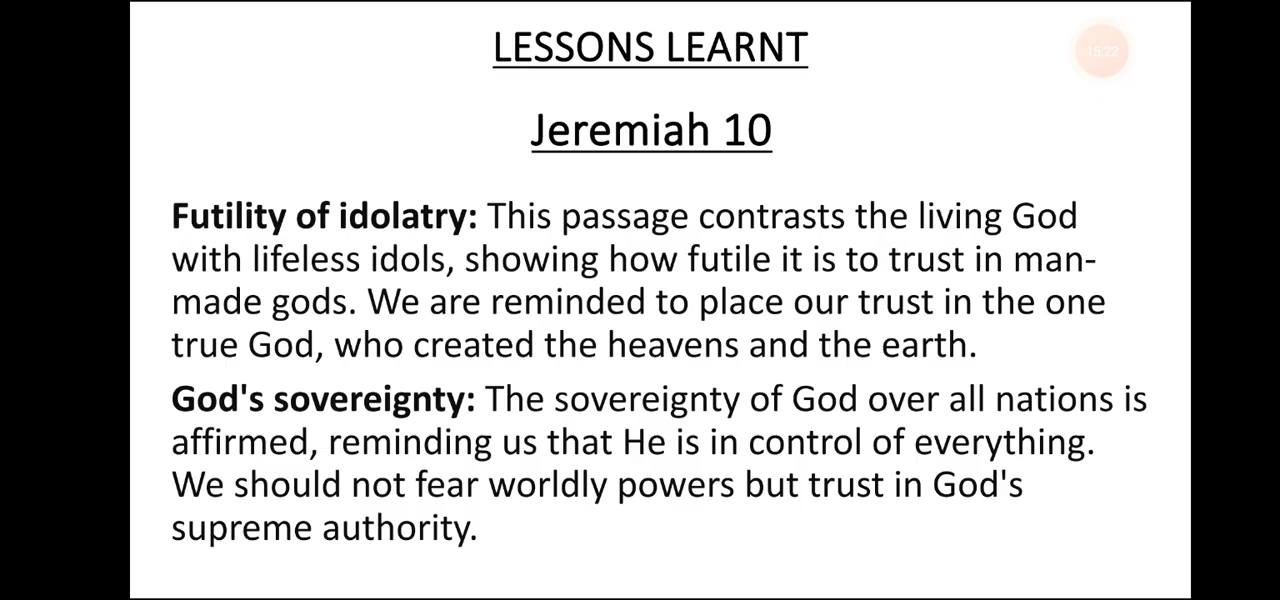 LESSONS LEARNT
15:22
Jeremiah 10
Futility of idolatry: This passage contrasts the living God
with lifeless idols, showing how futile it is to trust in man-
made gods. We are reminded to place our trust in the one
true God, who created the heavens and the earth.
God's sovereignty: The sovereignty of God over all nations is
affirmed, reminding us that He is in control of everything.
We should not fear worldly powers but trust in God's
supreme authority.